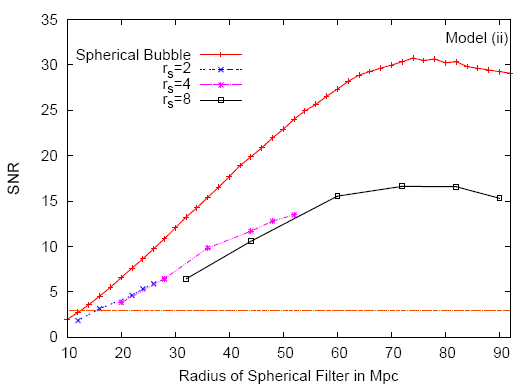 35
30
25
20
15
10
5
0
SNR
Model (ii)
Spherical Bubble
rs=2
rs=4
rs=8
10 20 30 40 50 60 70 80 90
Radius of Spherical Filter in Mpc